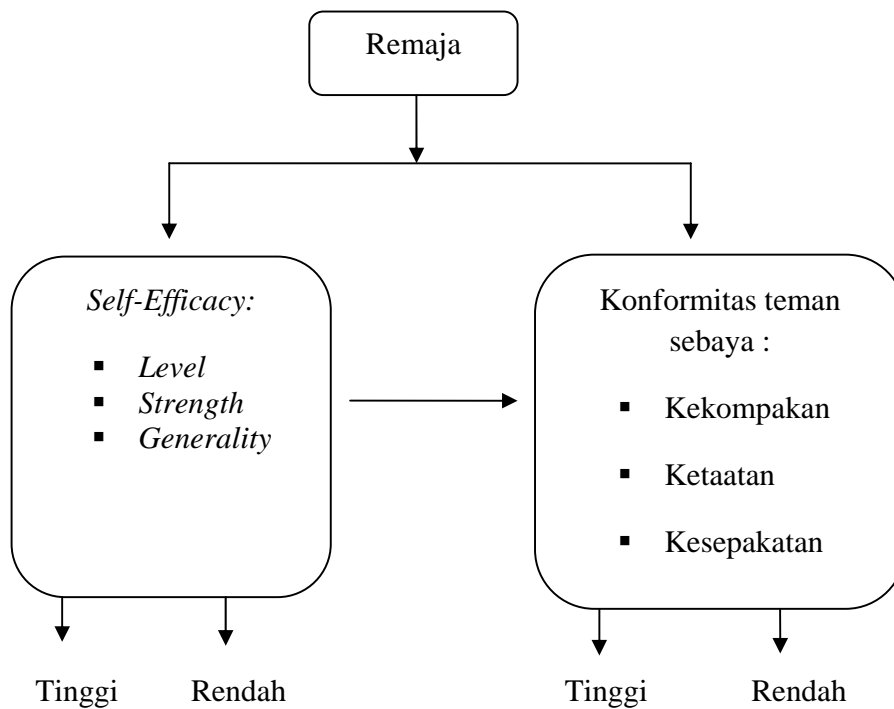 Remaja
Self-Efficacy:
▪ Level
▪ Strength
▪ Generality
Konformitas teman
sebaya :
▪ Kekompakan
▪ Ketaatan
▪ Kesepakatan
Tinggi Rendah
Tinggi Rendah